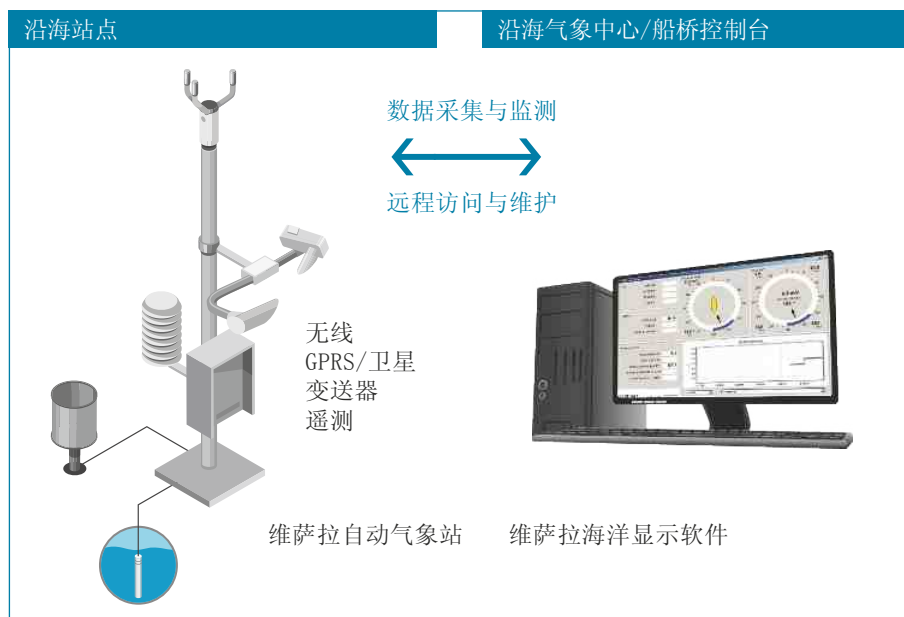 沿海站点
沿海气象中心/船桥控制台
数据采集与监测
远程访问与维护
无线
GPRS/卫星
变送器
遥测
维萨拉自动气象站
维萨拉海洋显示软件